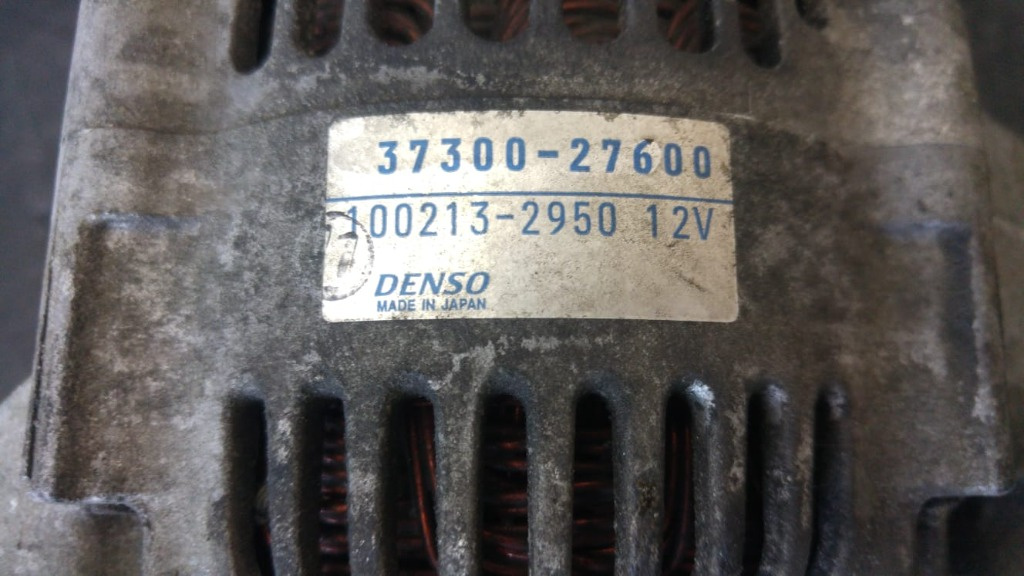 37300-27600
100213-2950 12V
DENSO
MADE IN JAPAN